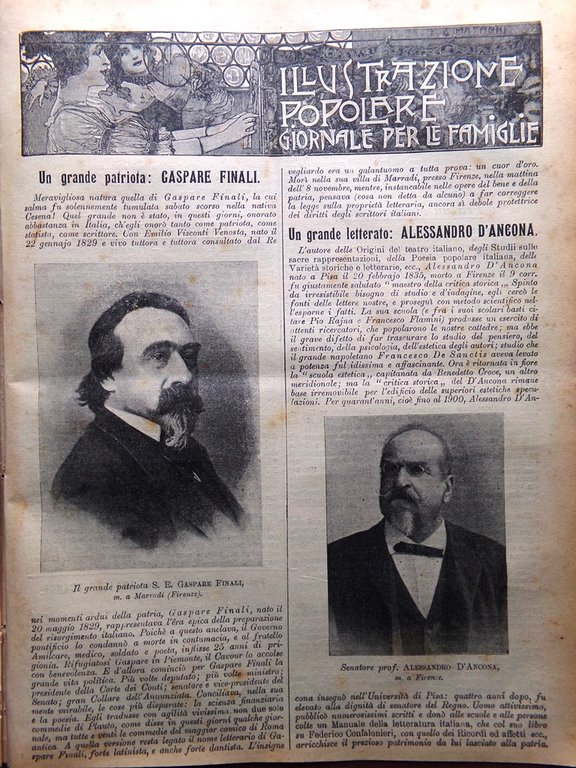 G. MATALONI
ILLUSTRAZIONE
POPOLARE
GIORNALE PER LE FAMIGLIE
Un grande patriota: GASPARE FINALI.
Meravigliosa natura quella di Gaspare Finali, la cui
salma fu solennemente tumulata sabato scorso nella nativa
Cesena! Quel grande non è stato, in questi giorni, onorato
abbastanza in Italia, ch'egli onorò tanto come patriota, come
statista, come scrittore. Con Emilio Visconti Venosta, nato il
22 gennajo 1829 e vivo tuttora e tuttora consultato dal Re
Il grande patriota S. E. GASPARE FINALI,
m. a Marradi (Firenze).
nei momenti ardui della patria, Gaspare Finali, nato il
20 maggio 1829, rappresentava l'êra epica della preparazione
del risorgimento italiano. Poichè a questo anelava, il Governo
pontificio lo condannò a morte in contumacia, e al fratello
Amilcare, medico, soldato e poeta, inflisse 25 anni di pri-
gionia. Rifugiatosi Gaspare in Piemonte, il Cavour lo accolse
con benevolenza. E d'allora cominciò per Gaspare Finali la
grande vita politica. Più volte deputato; più volte ministro;
presidente della Corte dei Conti; senatore e vice-presidente del
Senato; gran Collare dell'Annunziata. Conciliava, nella sua
mente mirabile, le cose più disparate: la scienza finanziaria
e la poesia. Egli tradusse con agilità vivissima non due sole
commedie di Plauto, come disse in questi giorni qualche gior-
nale, ma tutte e venti le commedie del maggior comico di Roma
antica. A quella versione resta legato il nome letterario di Ga-
spare Finali, forte latinista, e anche forte dantista. L'insigne
vegliardo era un galantuomo a tutta prova: un cuor d'oro.
Morì nella sua villa di Marradi, presso Firenze, nella mattina
dell'8 novembre, mentre, instancabile nelle opere del bene e della
patria, pensava (cosa non detta da alcuno) a far correggere
la legge sulla proprietà letteraria, ancora sì debole protettrice
dei diritti degli scrittori italiani.
Un grande letterato: ALESSANDRO D'ANCONA.
L'autore delle Origini del teatro italiano, degli Studi sulle
sacre rappresentazioni, della Poesia popolare italiana, delle
Varietà storiche e letterarie, ecc., Alessandro D'Ancona
nato a Pisa il 20 febbrajo 1835, morto a Firenze il 9 corr.
fu giustamente salutato "maestro della critica storica„. Spinto
da irresistibile bisogno di studio e d'indagine, egli cercò le
fonti delle lettere nostre, e proseguì con metodo scientifico nel-
l'esporne i fatti. La sua scuola (e fra i suoi scolari basti ci-
tare Pio Rajna e Francesco Flamini) produsse un esercito di
attenti ricercatori, che popolarono le nostre cattedre; ma ebbe
il grave difetto di far trascurare lo studio del pensiero, del
sentimento, della psicologia, dell'estetica degli autori; studio che
il grande napoletano Francesco De Sanctis aveva levato
a potenza fulgidissima e affascinante. Ora è ritornata in fiore
la "scuola estetica„ capitanata da Benedetto Croce, un altro
meridionale; ma la "critica storica„ del D'Ancona rimane
base irremovibile per l'edificio delle superiori estetiche specu-
lazioni. Per quarant'anni, cioè fino al 1900, Alessandro D'An-
Senatore prof. ALESSANDRO D'ANCONA,
m. a Firenze.
cona insegnò nell'Università di Pisa: quattro anni dopo, fu
elevato alla dignità di senatore del Regno. Uomo attivissimo,
pubblicò numerosissimi scritti e donò alle scuole e alle persone
colte un Manuale della letteratura italiana, che col suo libro
su Federico Confalonieri, con quello dei Ricordi ed affetti ecc.,
arricchisce il prezioso patrimonio da lui lasciato alla patria.